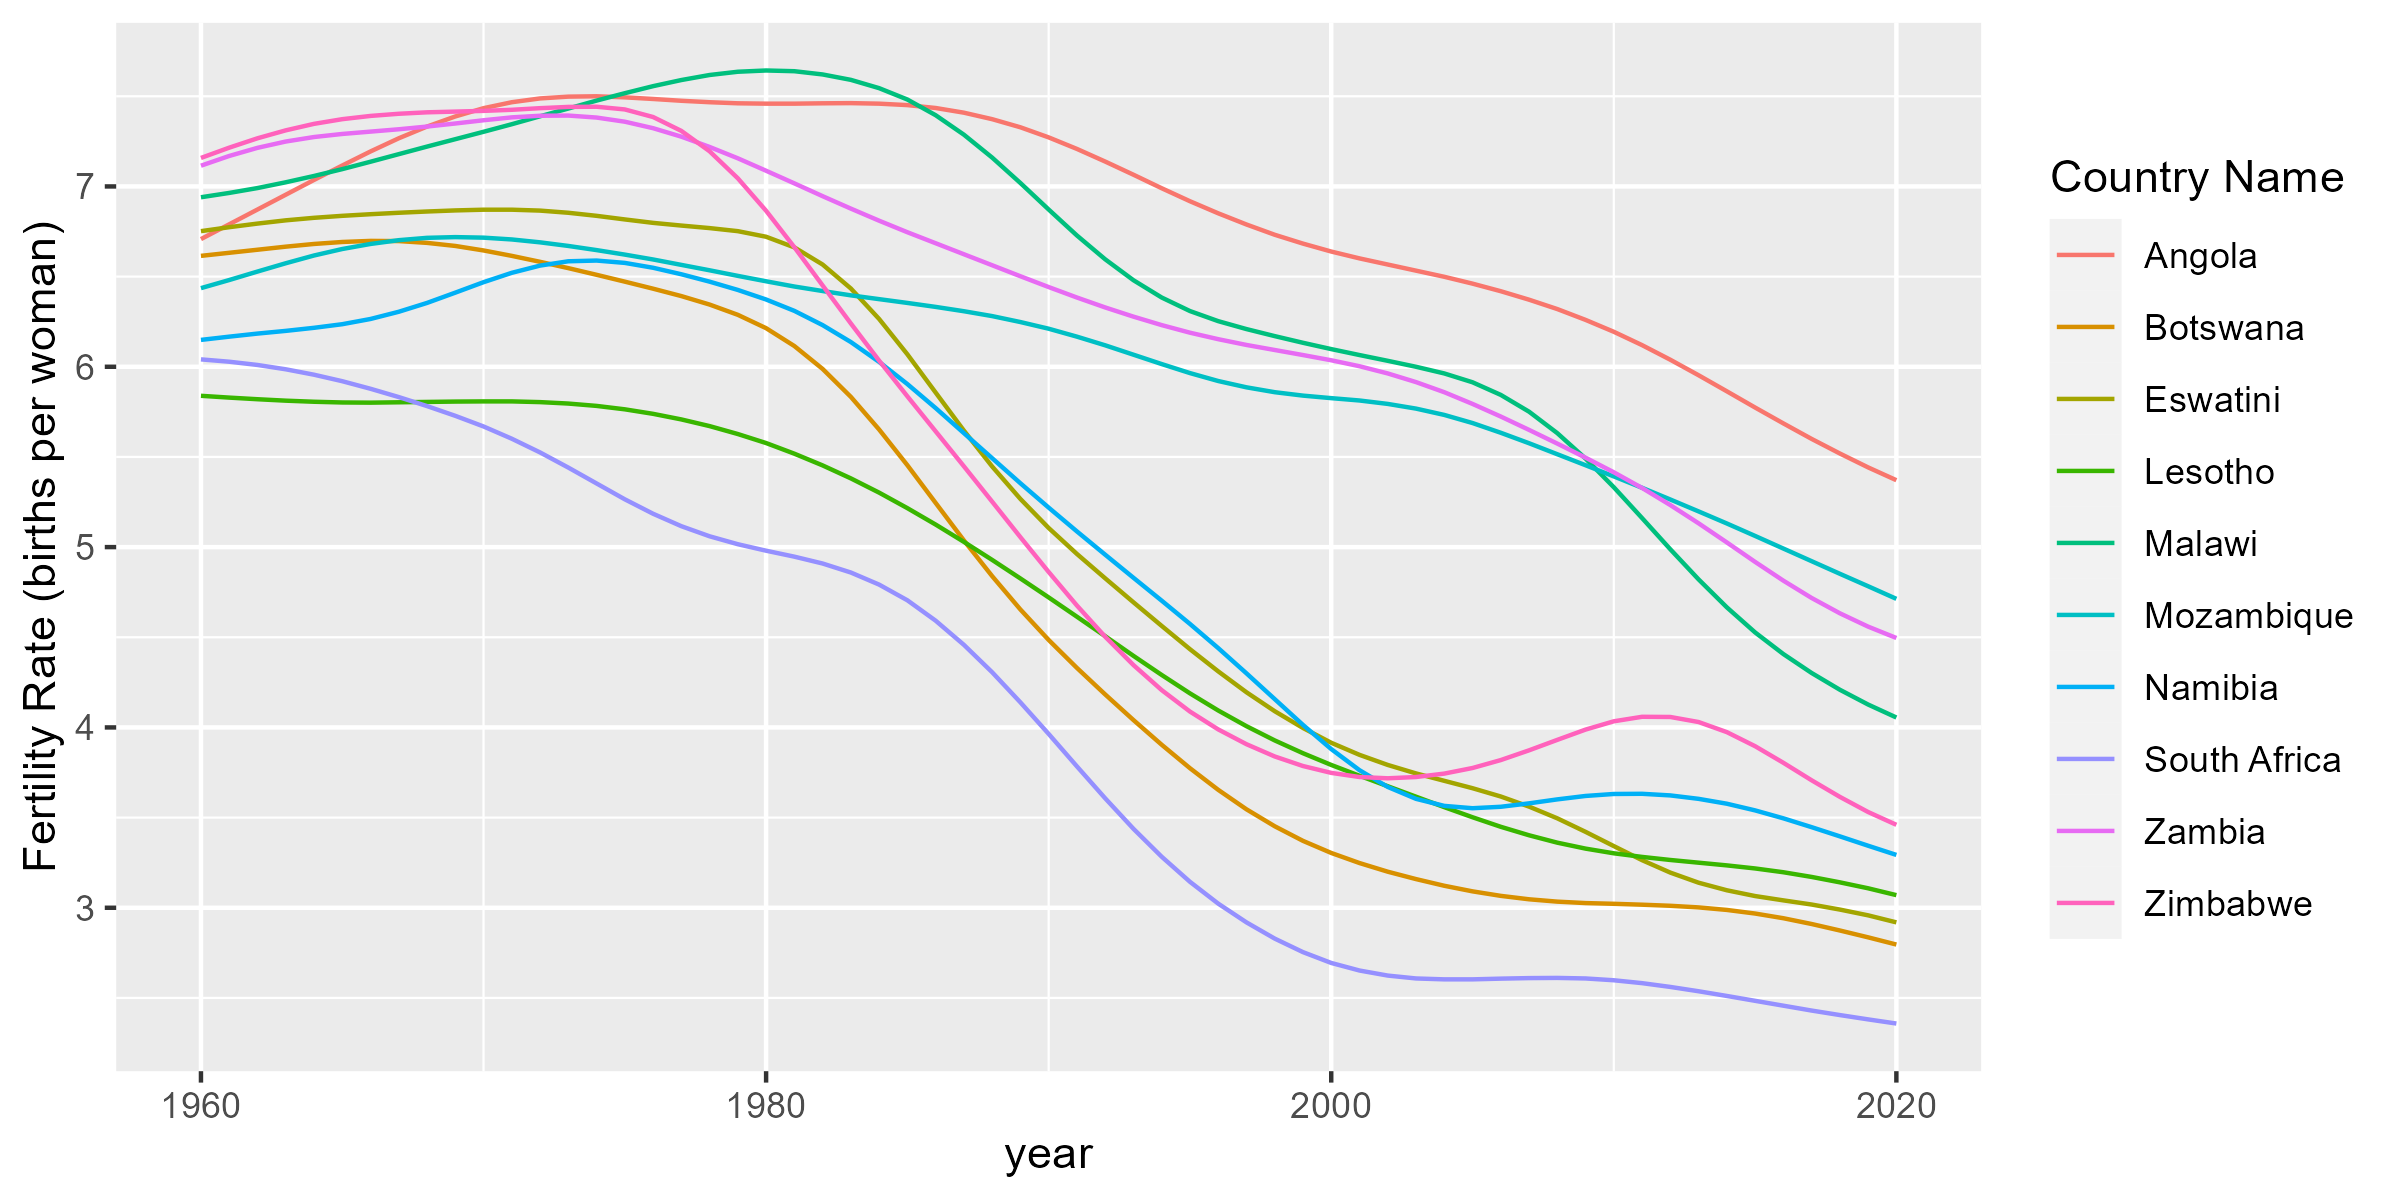 Fertility Rate (births per woman)
7
6
5
4
3
1960 1980 2000 2020
year
Country Name
Angola
Botswana
Eswatini
Lesotho
Malawi
Mozambique
Namibia
South Africa
Zambia
Zimbabwe